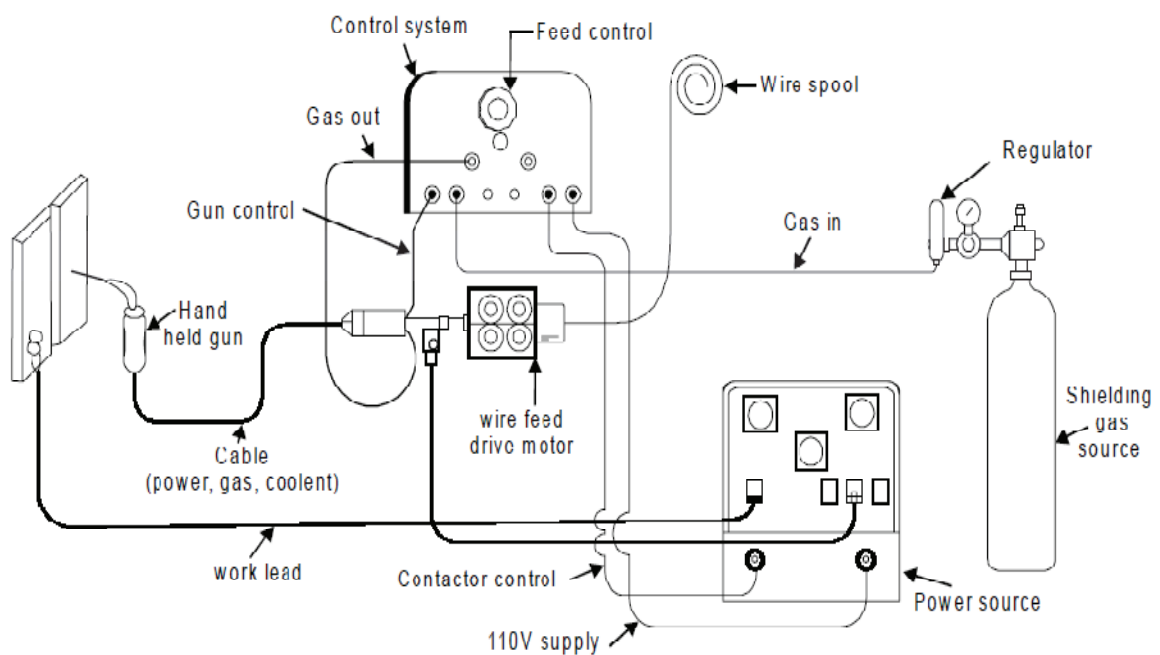 Control system
Feed control
Wire spool
Gas out
Regulator
Gun control
Gas in
Hand
held gun
wire feed
drive motor
Shielding
gas
source
Cable
(power, gas, coolent)
work lead
Contactor control
Power source
110V supply